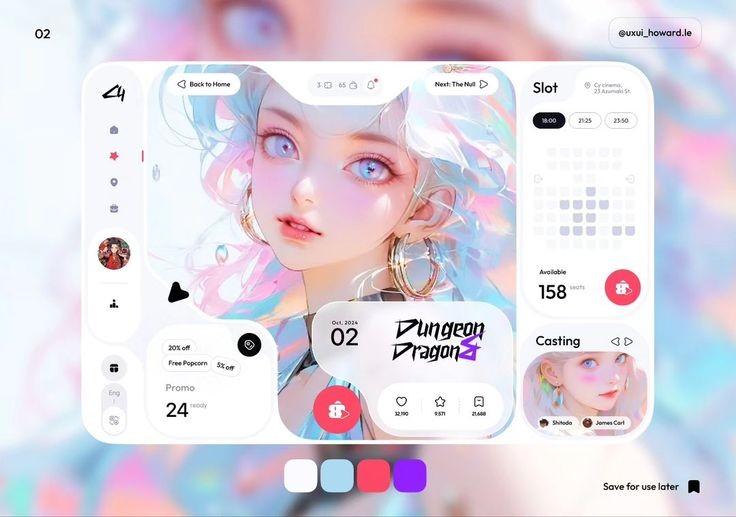 02
@uxui_howard.le
Back to Home
3
65
Next: The Null
Slot
Cy cinema,
23 Azumaki St.
18:00
21:25
23:50
Available
158 seats
Casting
Shitoda
James Carl
Oct, 2024
02
Dungeon
Dragon&
32,190
9.571
21,688
20% off
Free Popcorn
5% off
Promo
24 ready
Eng
Save for use later